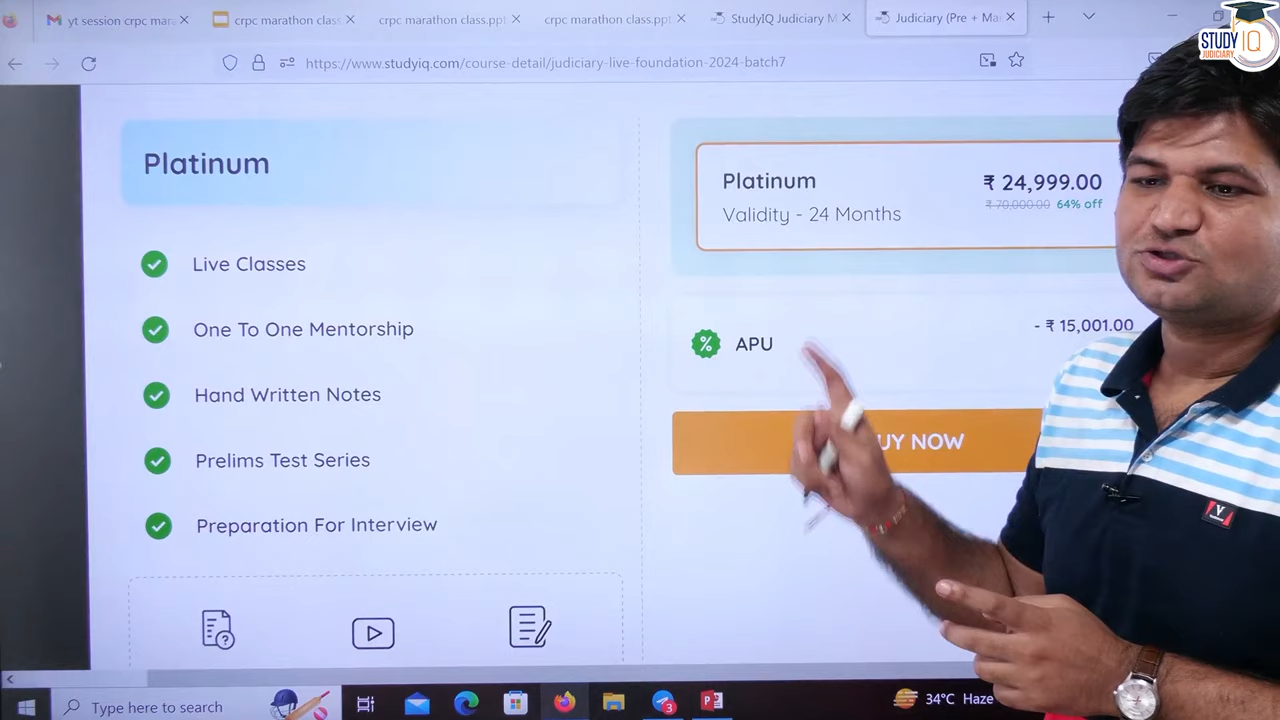 yt session crpc mara
crpc marathon clas
crpc marathon class.ppt
crpc marathon class.ppt
StudyIQ Judiciary M
Judiciary (Pre + Mai
STUDY IQ
JUDICIARY
https://www.studyiq.com/course-detail/judiciary-live-foundation-2024-batch7
Platinum
Live Classes
One To One Mentorship
Hand Written Notes
Prelims Test Series
Preparation For Interview
Platinum
₹ 24,999.00
Validity - 24 Months
₹ 70,000.00 64% off
APU
- ₹ 15,001.00
UY NOW
Type here to search
3
34°C Haze